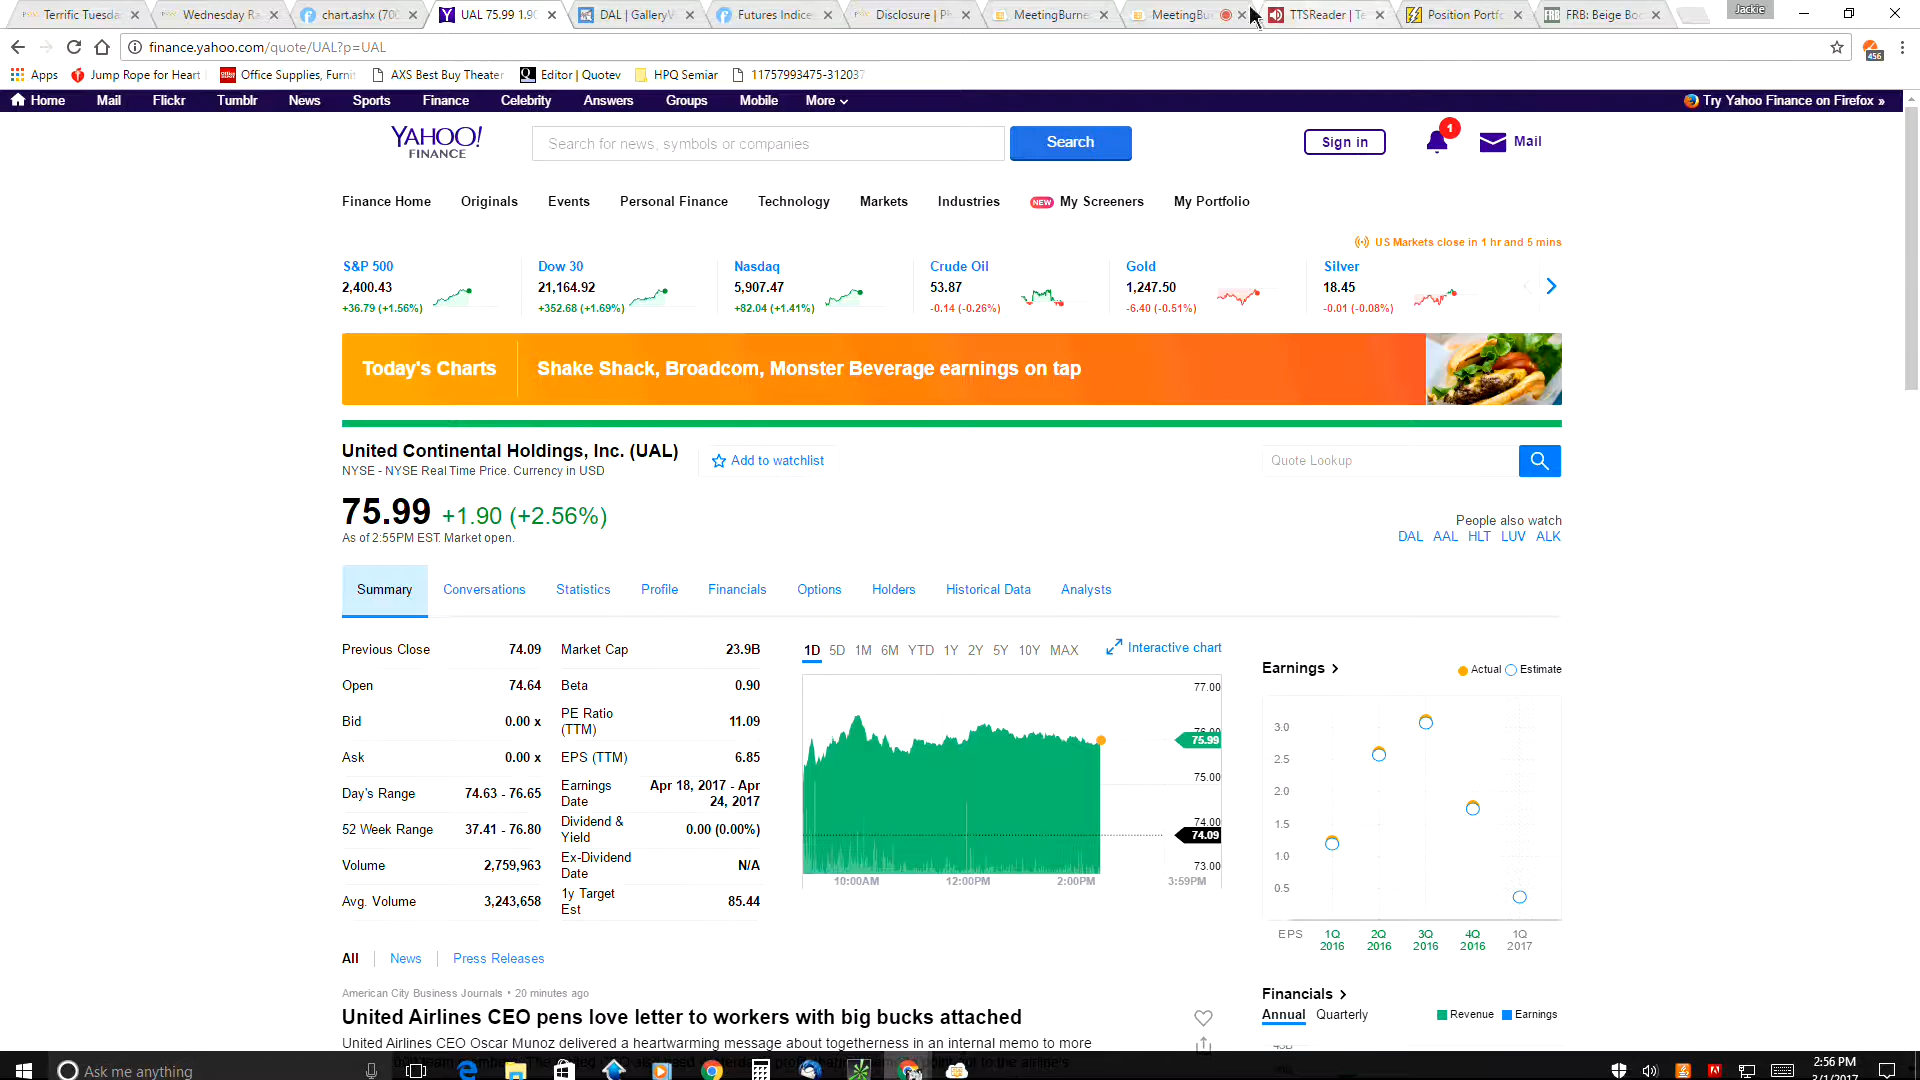 Terrific Tuesda
Wednesday Ra
chart.ashx (700
UAL 75.99 1.90
DAL | GalleryV
Futures Indice
Disclosure | Ph
MeetingBurne
MeetingBu
TTSReader | Te
Position Portfo
FRB: Beige Boo
Jackie
finance.yahoo.com/quote/UAL?p=UAL
456
Apps
Jump Rope for Heart
Office Supplies, Furnit
AXS Best Buy Theater
Editor | Quotev
HPQ Semiar
11757993475-312037
Home
Mail
Flickr
Tumblr
News
Sports
Finance
Celebrity
Answers
Groups
Mobile
More
Try Yahoo Finance on Firefox »
YAHOO!
FINANCE
Search for news, symbols or companies
Search
Sign in
1
Mail
Finance Home
Originals
Events
Personal Finance
Technology
Markets
Industries
NEW My Screeners
My Portfolio
US Markets close in 1 hr and 5 mins
S&P 500
2,400.43
+36.79 (+1.56%)
Dow 30
21,164.92
+352.68 (+1.69%)
Nasdaq
5,907.47
+82.04 (+1.41%)
Crude Oil
53.87
-0.14 (-0.26%)
Gold
1,247.50
-6.40 (-0.51%)
Silver
18.45
-0.01 (-0.08%)
Today's Charts
Shake Shack, Broadcom, Monster Beverage earnings on tap
United Continental Holdings, Inc. (UAL)
NYSE - NYSE Real Time Price. Currency in USD
Add to watchlist
Quote Lookup
75.99 +1.90 (+2.56%)
As of 2:55PM EST. Market open.
People also watch
DAL AAL HLT LUV ALK
Summary
Conversations
Statistics
Profile
Financials
Options
Holders
Historical Data
Analysts
Previous Close 74.09
Open 74.64
Bid 0.00 x
Ask 0.00 x
Day's Range 74.63 - 76.65
52 Week Range 37.41 - 76.80
Volume 2,759,963
Avg. Volume 3,243,658
Market Cap 23.9B
Beta 0.90
PE Ratio (TTM) 11.09
EPS (TTM) 6.85
Earnings Date Apr 18, 2017 - Apr 24, 2017
Dividend & Yield 0.00 (0.00%)
Ex-Dividend Date N/A
1y Target Est 85.44
1D 5D 1M 6M YTD 1Y 2Y 5Y 10Y MAX
Interactive chart
77.00
76.00
75.99
75.00
74.00
74.09
73.00
10:00AM
12:00PM
2:00PM
3:59PM
Earnings
Actual Estimate
3.0
2.5
2.0
1.5
1.0
0.5
EPS
1Q 2016
2Q 2016
3Q 2016
4Q 2016
1Q 2017
Financials
Annual Quarterly
Revenue Earnings
All
News
Press Releases
American City Business Journals • 20 minutes ago
United Airlines CEO pens love letter to workers with big bucks attached
United Airlines CEO Oscar Munoz delivered a heartwarming message about togetherness in an internal memo to more
Ask me anything
2:56 PM
3/1/2017